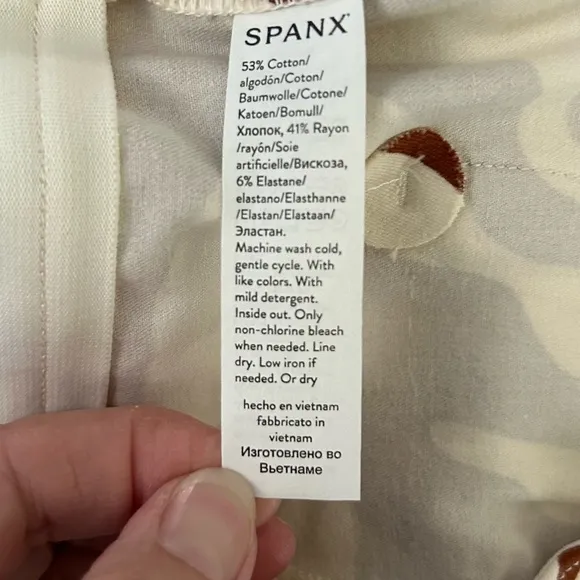 SPANX
53% Cotton/
algodón/Coton/
Baumwolle/Cotone/
Katoen/Bomull/
Хлопок, 41% Rayon
/rayón/Soie
artificielle/Вискоза,
6% Elastane/
elastano/Elasthanne
/Elastan/Elastaan/
Эластан.
Machine wash cold,
gentle cycle. With
like colors. With
mild detergent.
Inside out. Only
non-chlorine bleach
when needed. Line
dry. Low iron if
needed. Or dry
hecho en vietnam
fabbricato in
vietnam
Изготовлено во
Вьетнаме